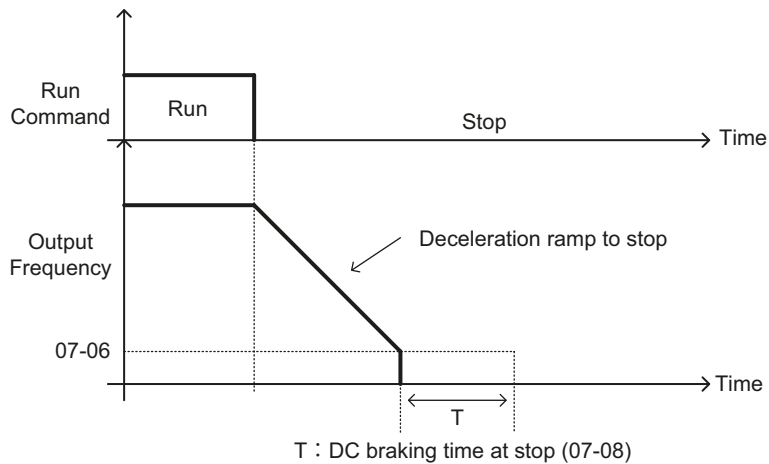 Run
Command
Run
Stop
Time
Output
Frequency
Deceleration ramp to stop
07-06
Time
T
T：DC braking time at stop (07-08)